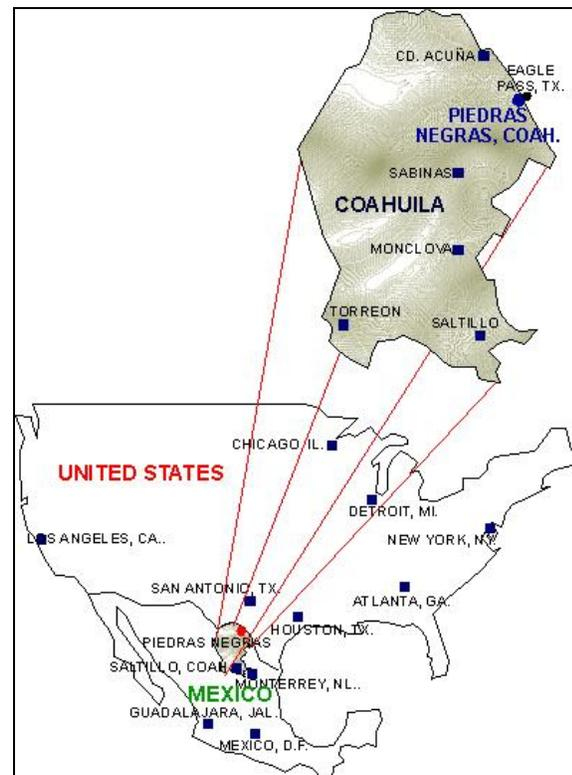 CD. ACUÑA
EAGLE
PASS, TX.
PIEDRAS
NEGRAS, COAH.
SABINAS
COAHUILA
MONCLOVA
TORREON
SALTILLO
CHICAGO, IL.
UNITED STATES
DETROIT, MI.
LOS ANGELES, CA..
NEW YORK, NY.
SAN ANTONIO, TX.
ATLANTA, GA.
HOUSTON, TX.
PIEDRAS NEGRAS
SALTILLO, COAH
MONTERREY, NL..
MEXICO
GUADALAJARA, JAL.
MEXICO, D.F.